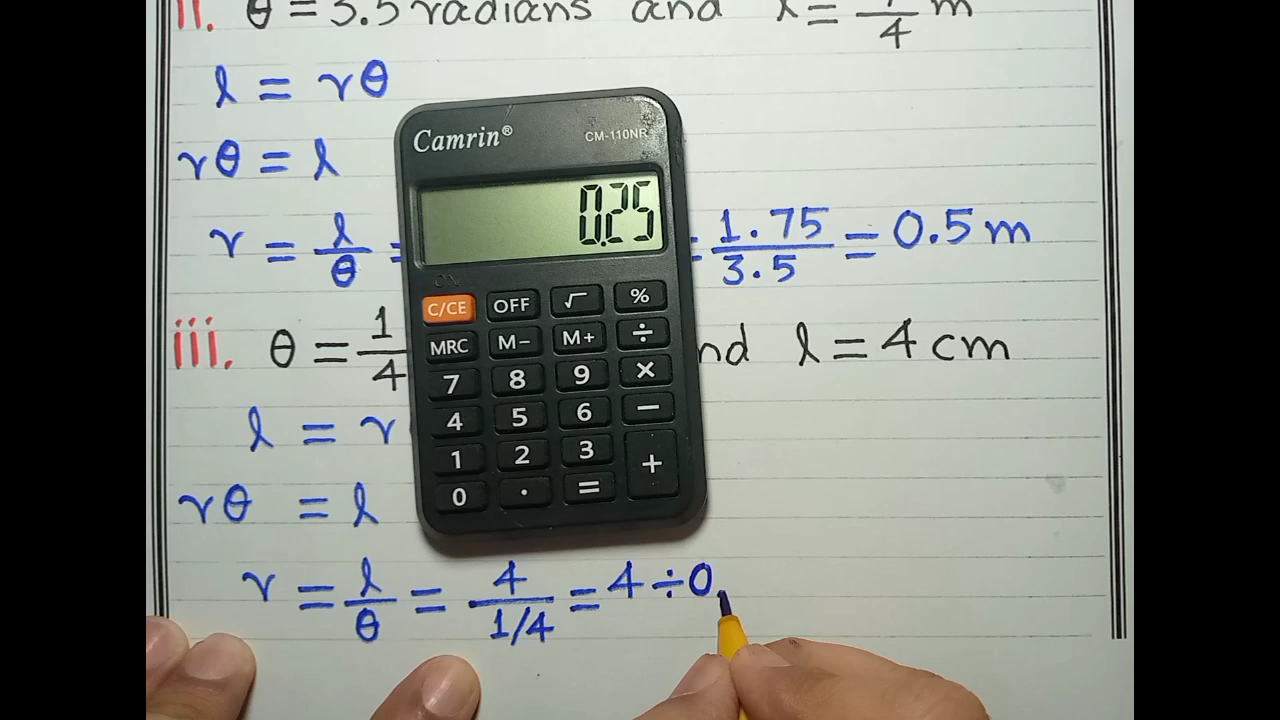 ii. θ = 3.5 radians and l = /4 m
l = rθ
rθ = l
r = l/θ = = 1.75/3.5 = 0.5 m
iii. θ = 1/4 nd l = 4 cm
l = r
rθ = l
r = l/θ = 4/1/4 = 4 ÷ 0.
Camrin® CM-110NR
0.25
C/CE OFF √ %
MRC M− M+ ÷
7 8 9 ×
4 5 6 −
1 2 3 +
0 . =